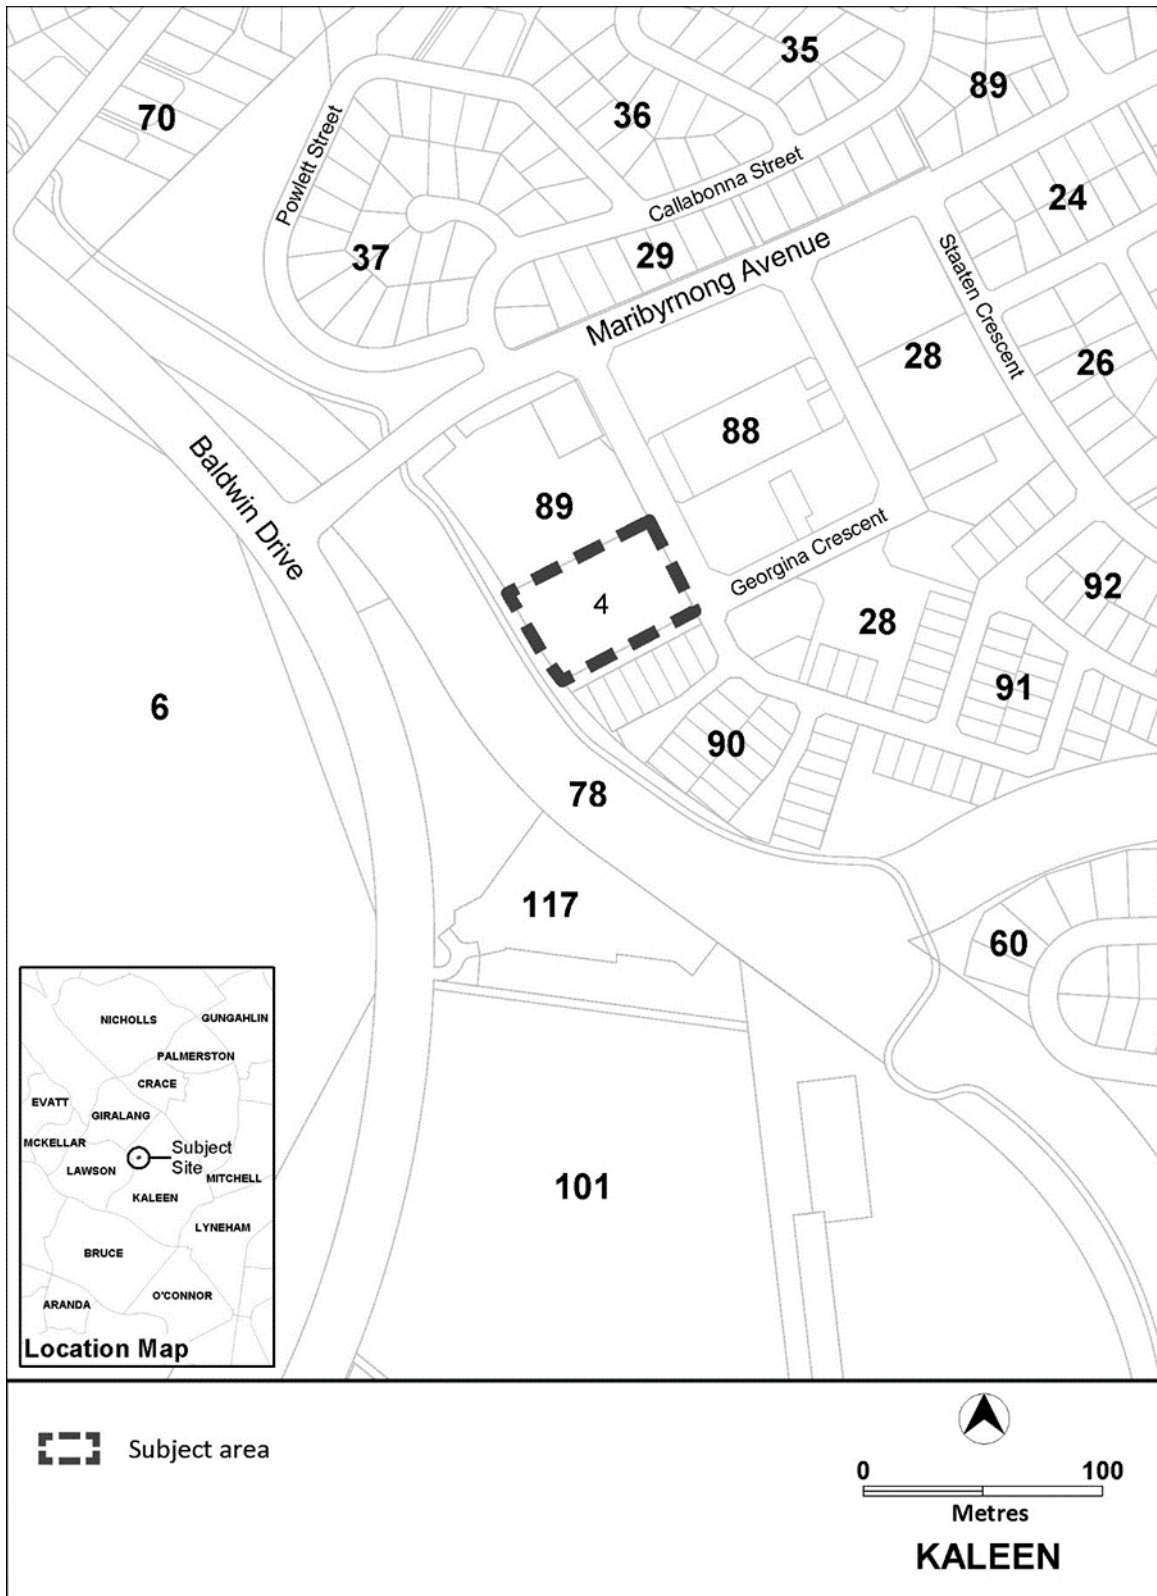 35
89
70
36
Powlett Street
Callabonna Street
24
37
29
Maribyrnong Avenue
Staaten Crescent
28
26
88
Baldwin Drive
89
Georgina Crescent
4
92
28
91
6
90
78
117
60
101
NICHOLLS
GUNGAHLIN
PALMERSTON
CRACE
EVATT
GIRALANG
MCKELLAR
Subject
Site
LAWSON
MITCHELL
KALEEN
LYNEHAM
BRUCE
O'CONNOR
ARANDA
Location Map
Subject area
0 100
Metres
KALEEN